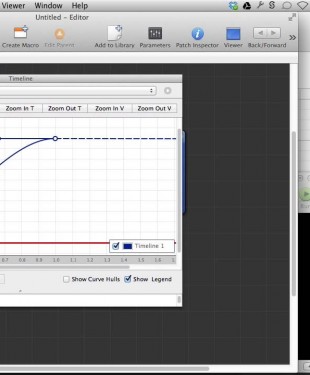 Viewer Window Help
Untitled - Editor
Create Macro Edit Parent Add to Library Parameters Patch Inspector Viewer Back/Forward
Timeline
Zoom In T Zoom Out T Zoom In V Zoom Out V
Timeline 1
0.7 0.8 0.9 1.0 1.1 1.2 1.3 1.4 1.5 1.6
Show Curve Hulls Show Legend